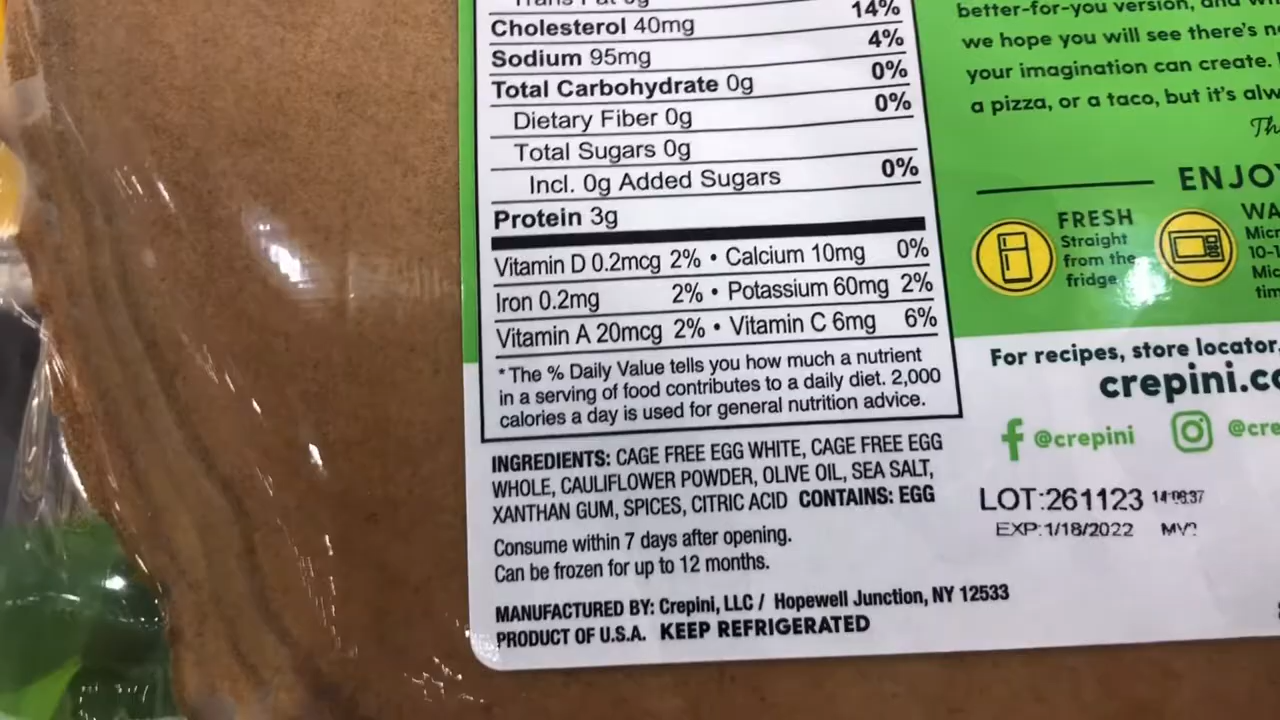 Trans Fat 0g
Cholesterol 40mg 14%
Sodium 95mg 4%
Total Carbohydrate 0g 0%
Dietary Fiber 0g 0%
Total Sugars 0g
Incl. 0g Added Sugars 0%
Protein 3g
Vitamin D 0.2mcg 2% • Calcium 10mg 0%
Iron 0.2mg 2% • Potassium 60mg 2%
Vitamin A 20mcg 2% • Vitamin C 6mg 6%
*The % Daily Value tells you how much a nutrient
in a serving of food contributes to a daily diet. 2,000
calories a day is used for general nutrition advice.
INGREDIENTS: CAGE FREE EGG WHITE, CAGE FREE EGG
WHOLE, CAULIFLOWER POWDER, OLIVE OIL, SEA SALT,
XANTHAN GUM, SPICES, CITRIC ACID CONTAINS: EGG
Consume within 7 days after opening.
Can be frozen for up to 12 months.
MANUFACTURED BY: Crepini, LLC / Hopewell Junction, NY 12533
PRODUCT OF U.S.A. KEEP REFRIGERATED
better-for-you version, and
we hope you will see there's
your imagination can create.
a pizza, or a taco, but it's
ENJO
FRESH
Straight
from the
fridge
WA
Micr
10-1
Mic
tim
For recipes, store locator
crepini.co
@crepini @cre
LOT:261123 14:06:37
EXP:1/18/2022